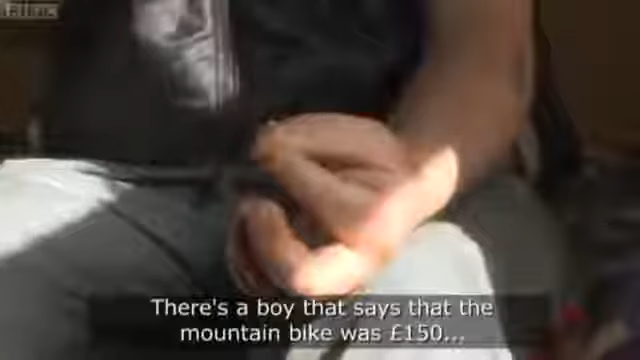 There's a boy that says that the
mountain bike was £150...